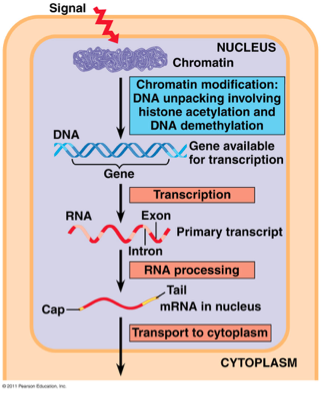 Signal
NUCLEUS
Chromatin
Chromatin modification:
DNA unpacking involving
histone acetylation and
DNA demethylation
DNA
Gene available
for transcription
Gene
Transcription
RNA
Exon
Primary transcript
Intron
RNA processing
Tail
Cap
mRNA in nucleus
Transport to cytoplasm
CYTOPLASM
© 2011 Pearson Education, Inc.